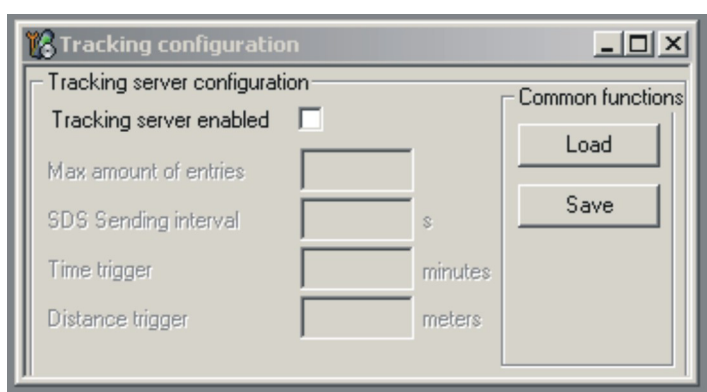 Tracking configuration
Tracking server configuration
Common functions
Tracking server enabled
Load
Max amount of entries
Save
SDS Sending interval s
Time trigger minutes
Distance trigger meters